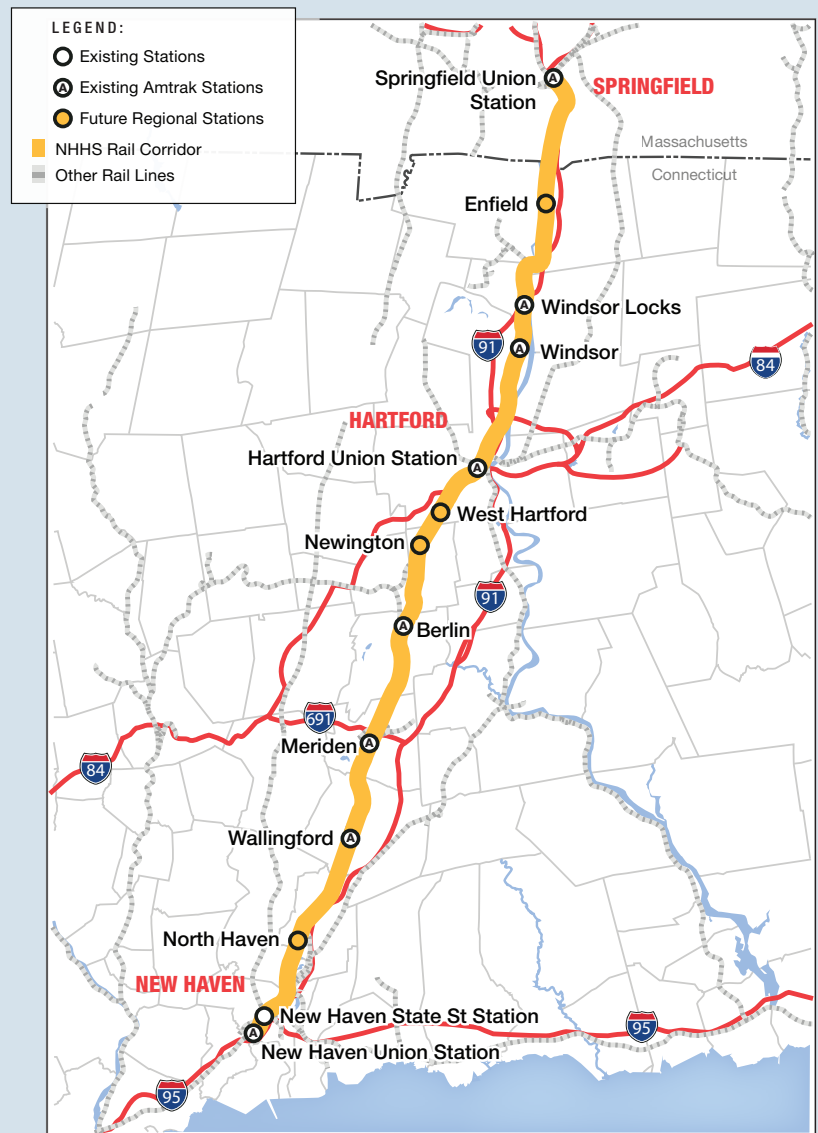 LEGEND:
Existing Stations
A Existing Amtrak Stations
Future Regional Stations
NHHS Rail Corridor
Other Rail Lines
Springfield Union
Station
A
SPRINGFIELD
Massachusetts
Connecticut
Enfield
A
Windsor Locks
91
A
Windsor
84
HARTFORD
Hartford Union Station
A
West Hartford
Newington
91
A
Berlin
691
Meriden
A
84
Wallingford
A
North Haven
NEW HAVEN
New Haven State St Station
A
New Haven Union Station
95
95